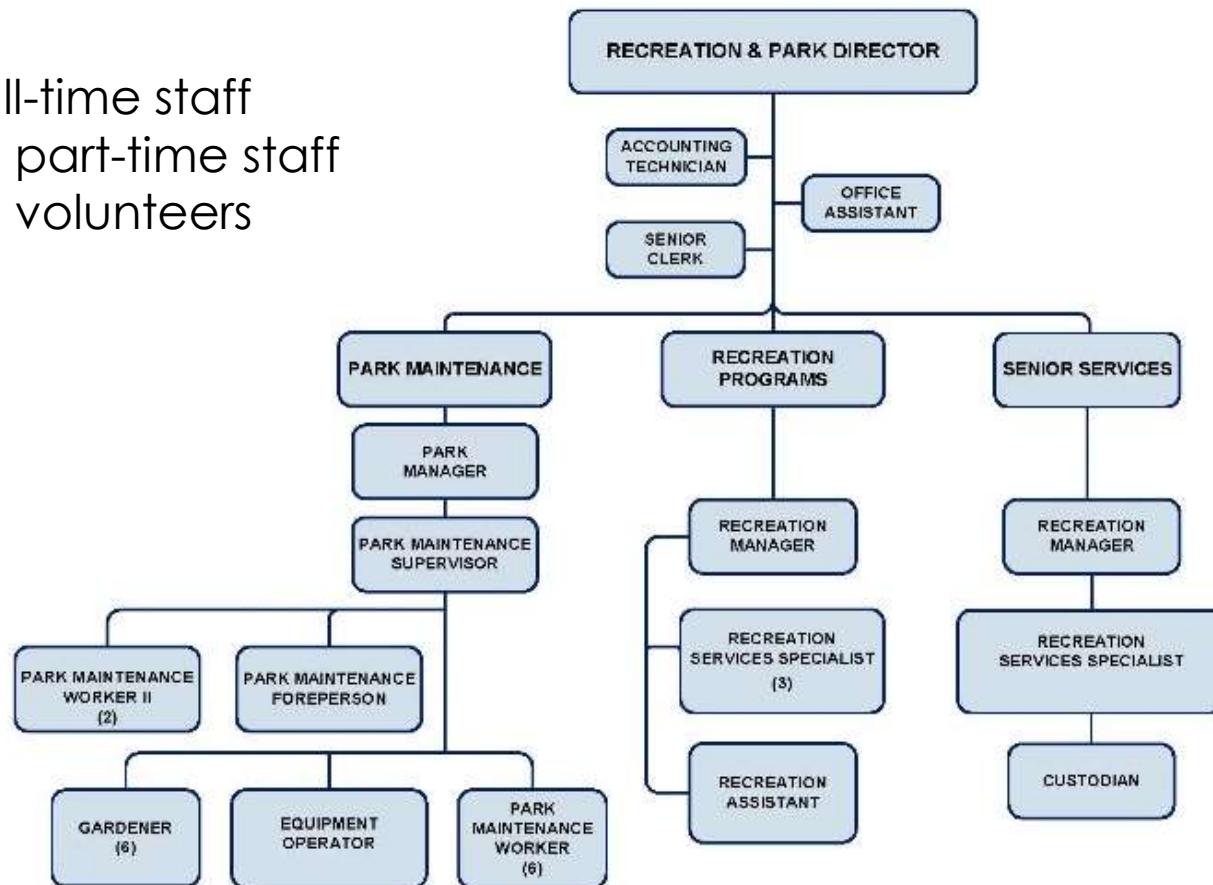 ll-time staff
part-time staff
volunteers
RECREATION & PARK DIRECTOR
ACCOUNTING
TECHNICIAN
OFFICE
ASSISTANT
SENIOR
CLERK
PARK MAINTENANCE
RECREATION
PROGRAMS
SENIOR SERVICES
PARK
MANAGER
PARK MAINTENANCE
SUPERVISOR
RECREATION
MANAGER
RECREATION
MANAGER
PARK MAINTENANCE
WORKER II
(2)
PARK MAINTENANCE
FOREPERSON
RECREATION
SERVICES SPECIALIST
(3)
RECREATION
SERVICES SPECIALIST
GARDENER
(6)
EQUIPMENT
OPERATOR
PARK
MAINTENANCE
WORKER
(6)
RECREATION
ASSISTANT
CUSTODIAN